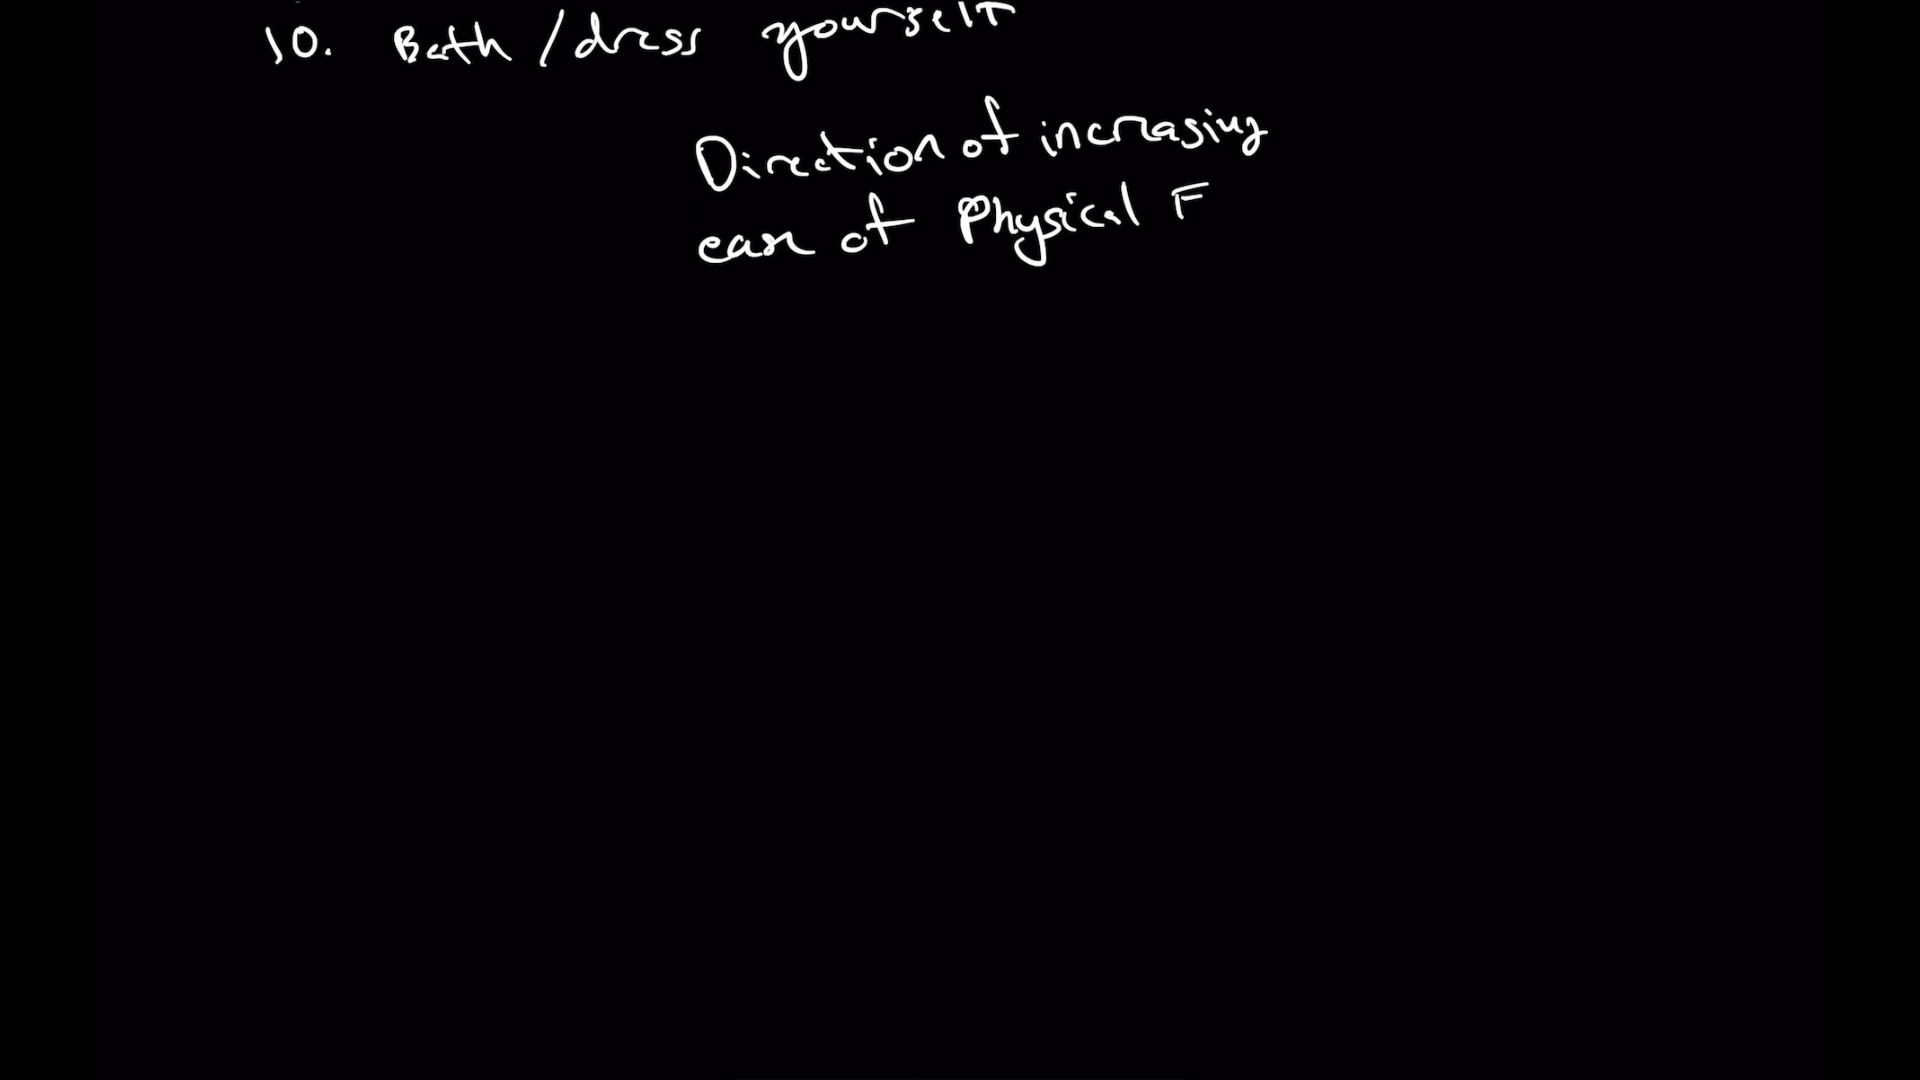 10. Bath / dress yourself
Direction of increasing
ease of Physical F